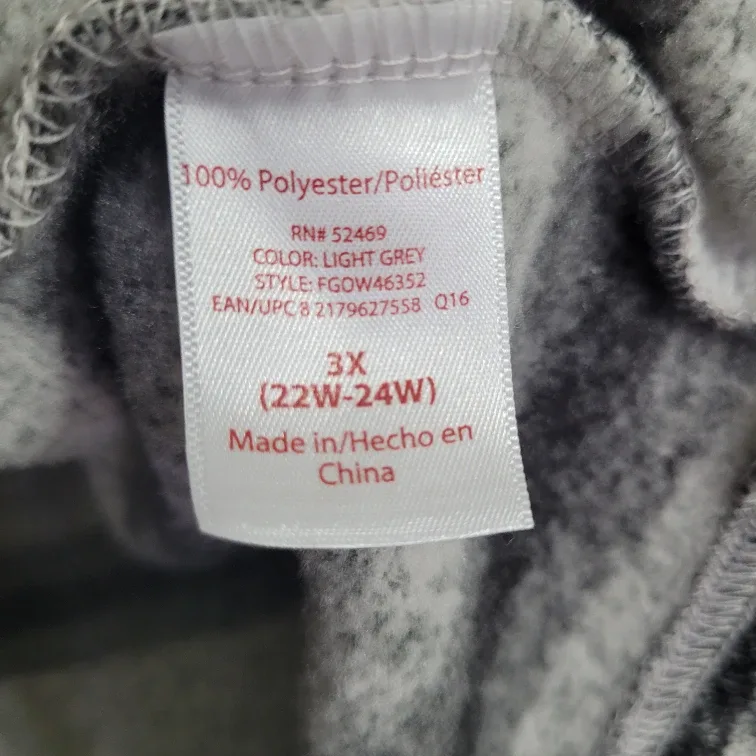 100% Polyester/Poliéster
RN# 52469
COLOR: LIGHT GREY
STYLE: FGOW46352
EAN/UPC 8 2179627558 Q16
3X
(22W-24W)
Made in/Hecho en
China